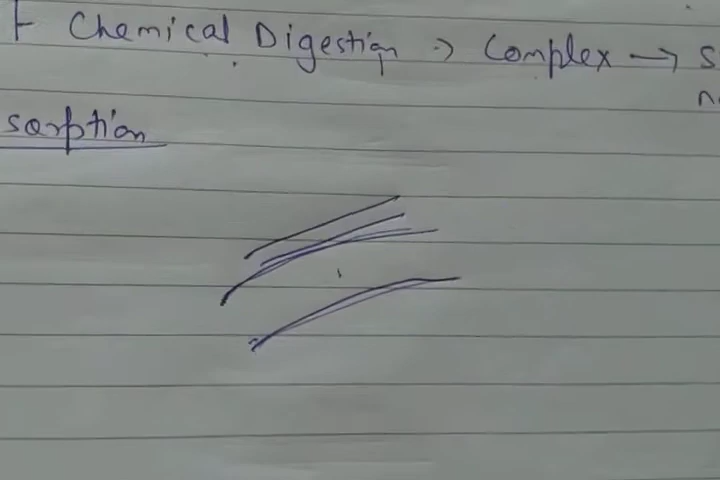 Chemical Digestion → Complex → S
sorption